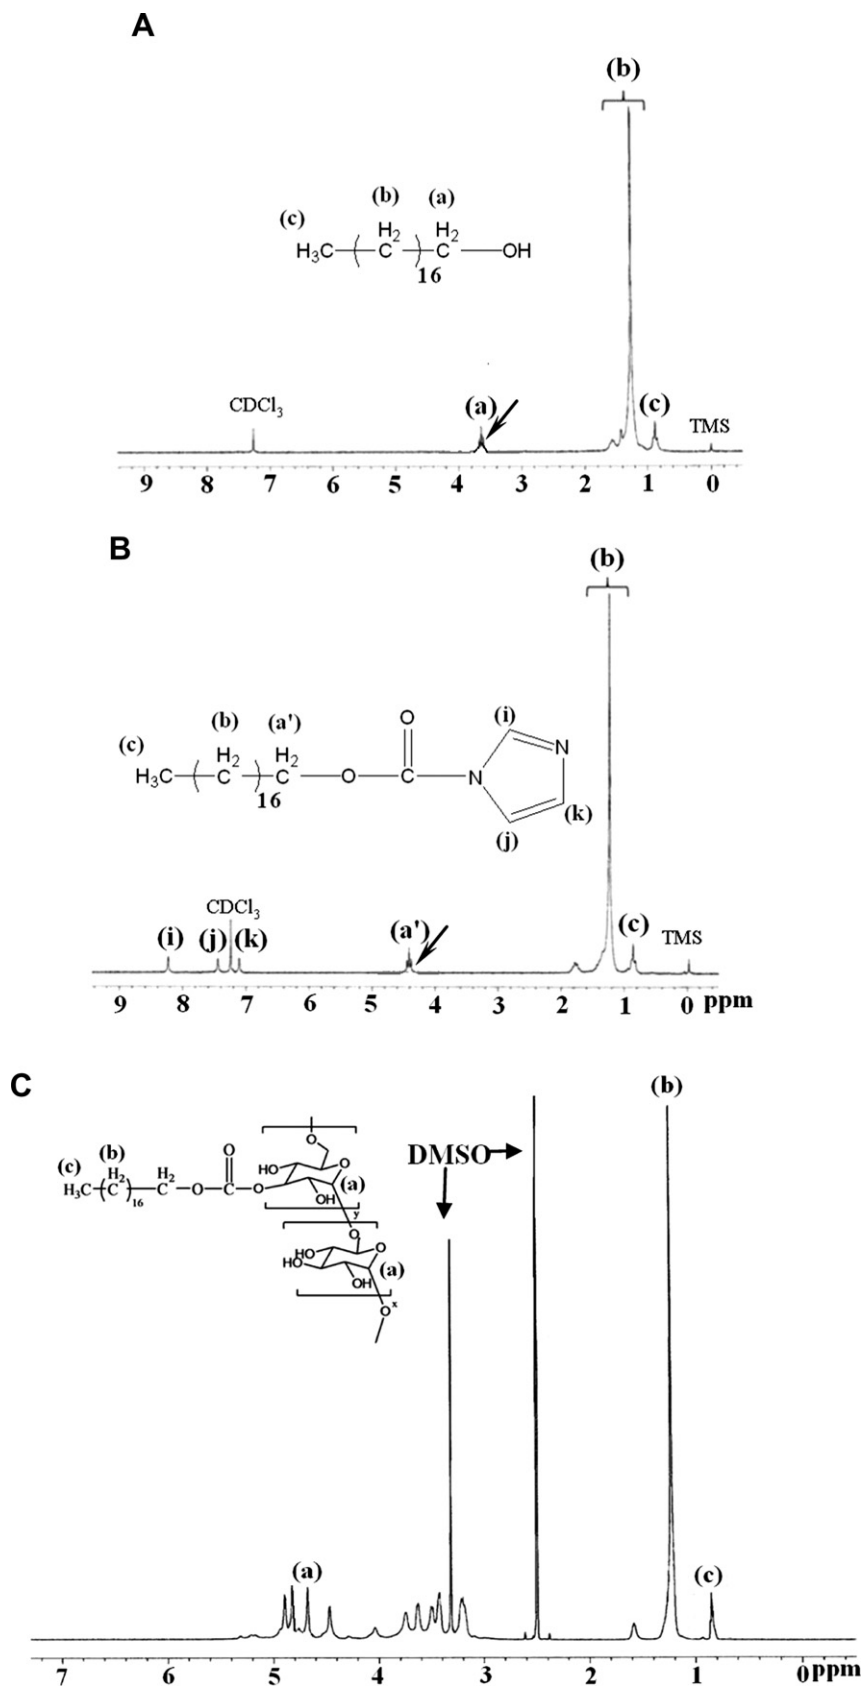 A
(b)
(b) (a)
(c) H2 H2
H3C ( C ) C OH
16
CDCl3 (a) (c) TMS
9 8 7 6 5 4 3 2 1 0
B
(b)
O (i)
(b) (a')
(c) H2 H2 N
H3C ( C ) C O C N
16 (k)
(j)
CDCl3
(i) (j) (k) (a') (c) TMS
9 8 7 6 5 4 3 2 1 0 ppm
C
(b)
O
O DMSO
(c) (b) HO O
H2 H2
H3C ( C ) C O C O (a)
16 OH
y
O
HO O
HO (a)
OH
O x
(a) (c)
7 6 5 4 3 2 1 0 ppm